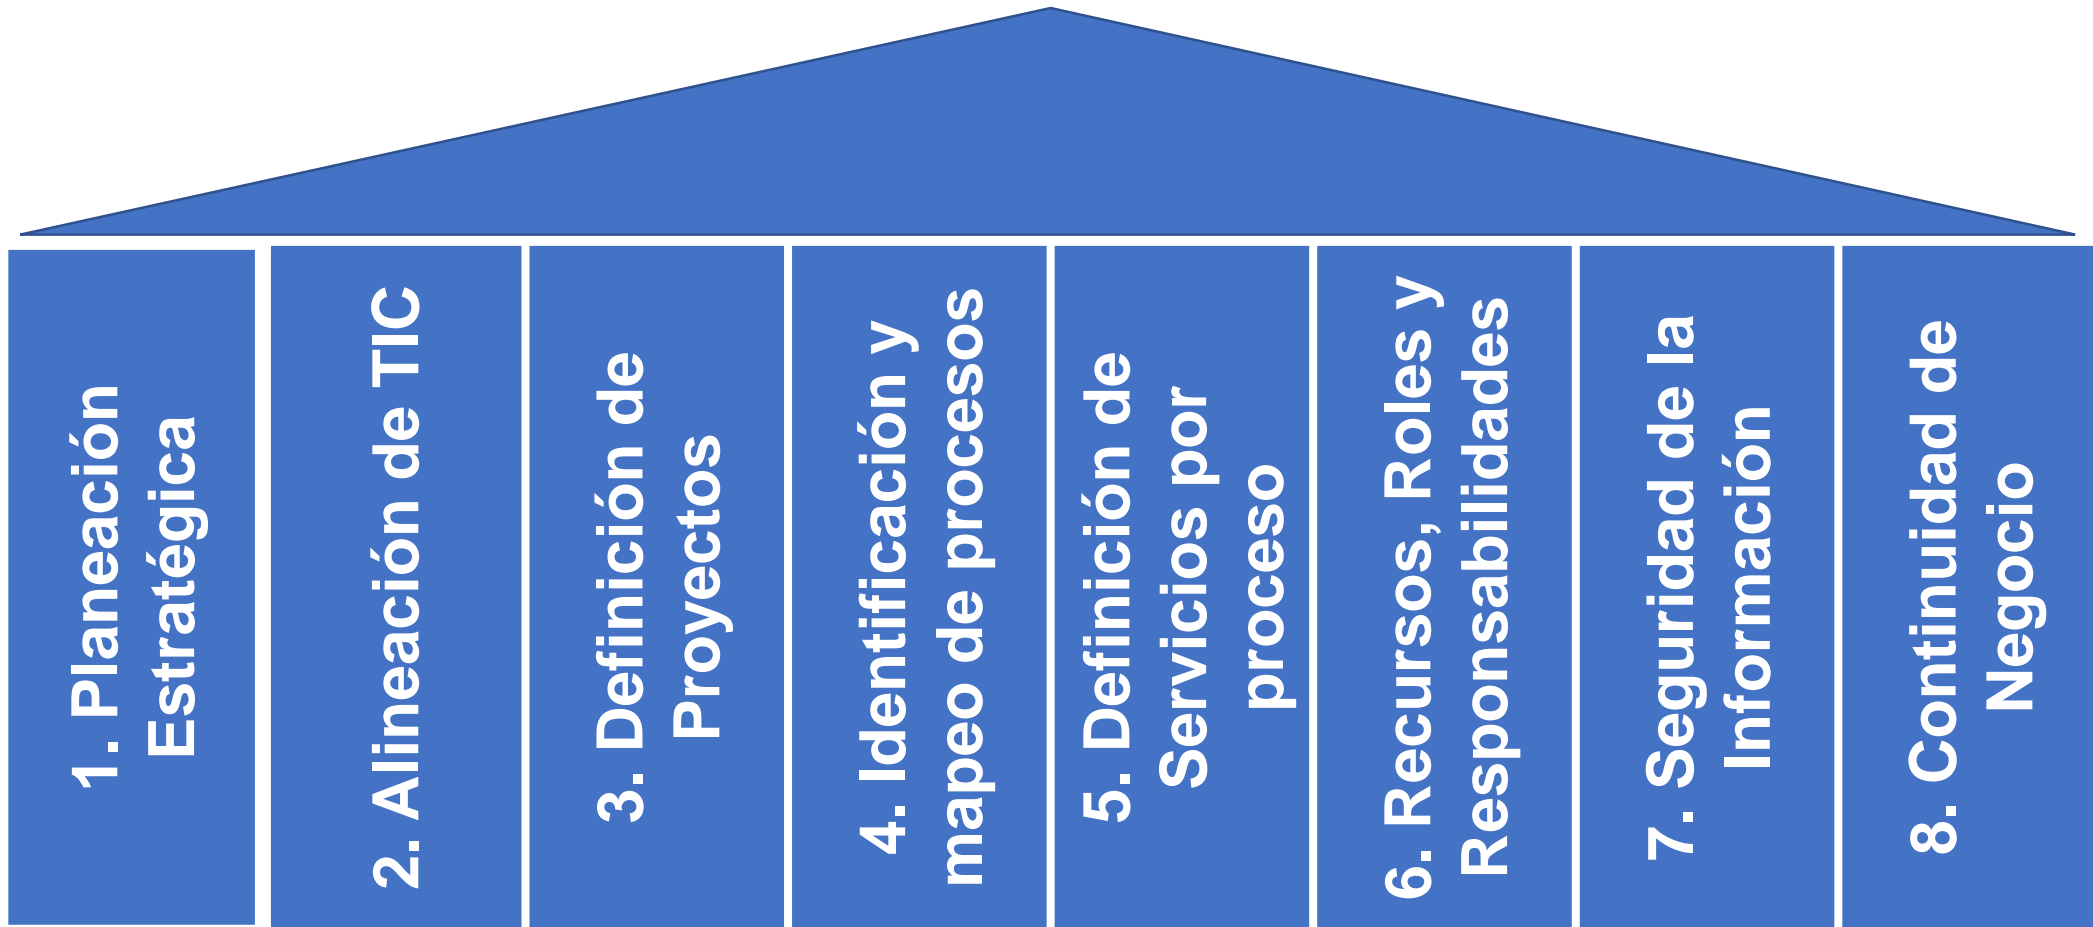 1. Planeación
Estratégica
2. Alineación de TIC
3. Definición de
Proyectos
4. Identificación y
mapeo de procesos
5. Definición de
Servicios por
proceso
6. Recursos, Roles y
Responsabilidades
7. Seguridad de la
Información
8. Continuidad de
Negocio